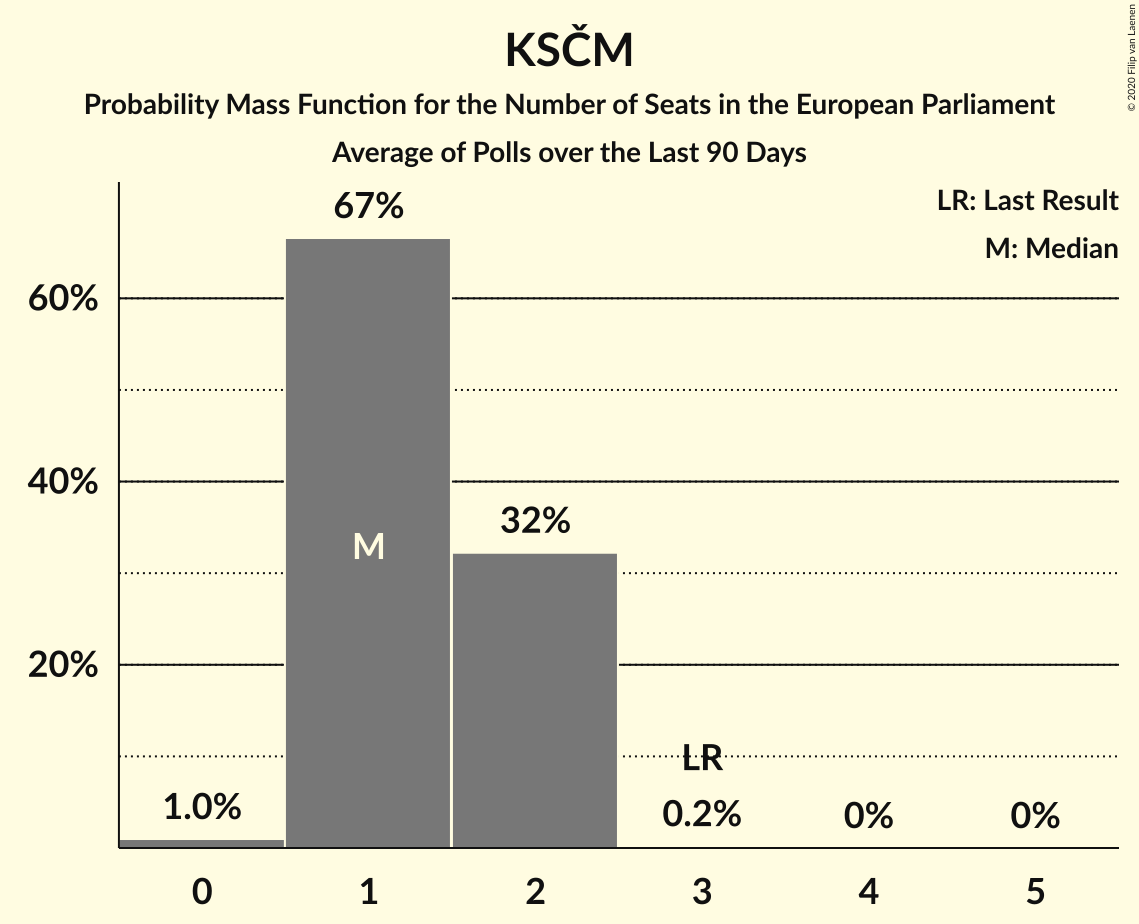 KSČM
Probability Mass Function for the Number of Seats in the European Parliament
Average of Polls over the Last 90 Days
© 2020 Filip van Laenen
LR: Last Result
M: Median
67%
60%
40%
32%
M
20%
LR
1.0%
0.2%
0%
0%
0 1 2 3 4 5